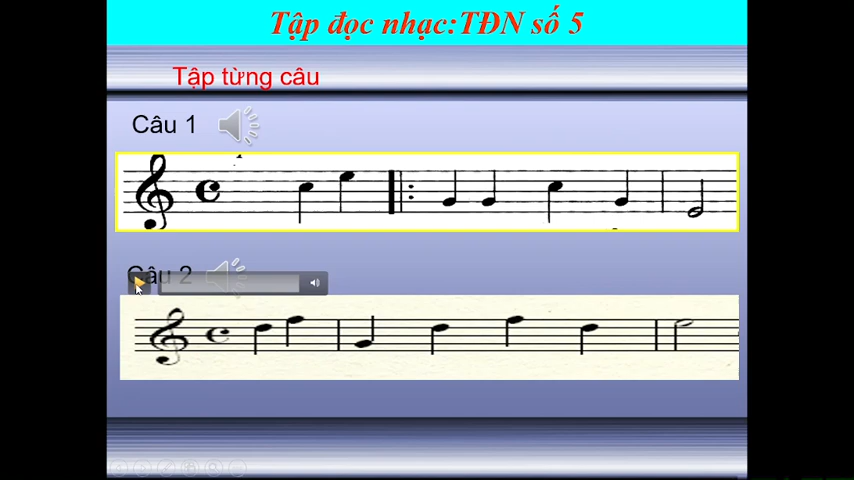 Tập đọc nhạc:TĐN số 5
Tập từng câu
Câu 1
Câu 2